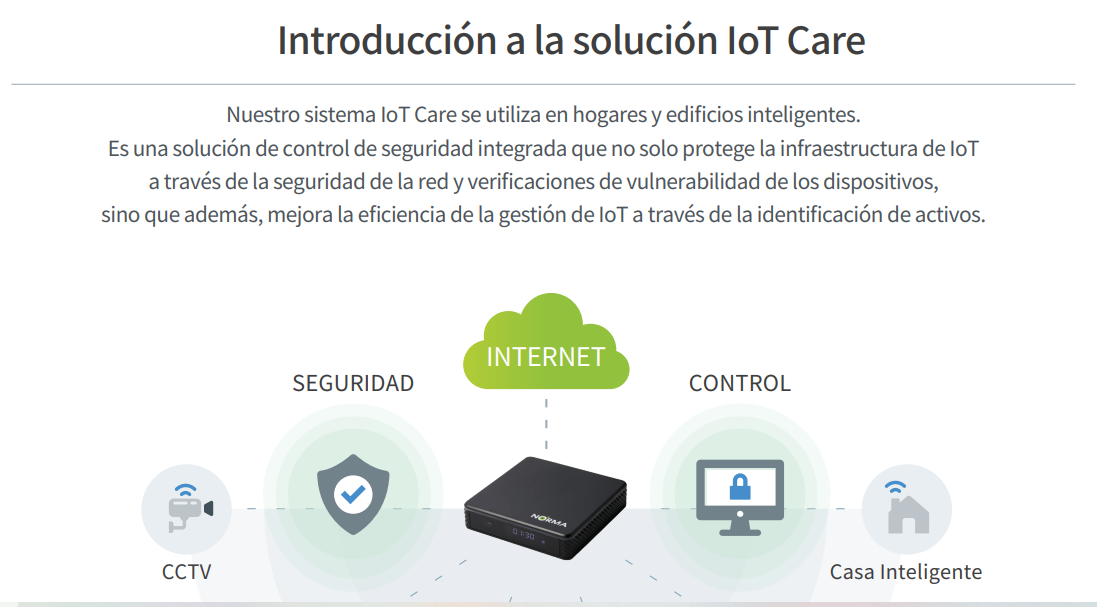 Introducción a la solución IoT Care
Nuestro sistema IoT Care se utiliza en hogares y edificios inteligentes.
Es una solución de control de seguridad integrada que no solo protege la infraestructura de IoT
a través de la seguridad de la red y verificaciones de vulnerabilidad de los dispositivos,
sino que además, mejora la eficiencia de la gestión de IoT a través de la identificación de activos.
INTERNET
SEGURIDAD
CONTROL
NORMA
01:30
CCTV
Casa Inteligente